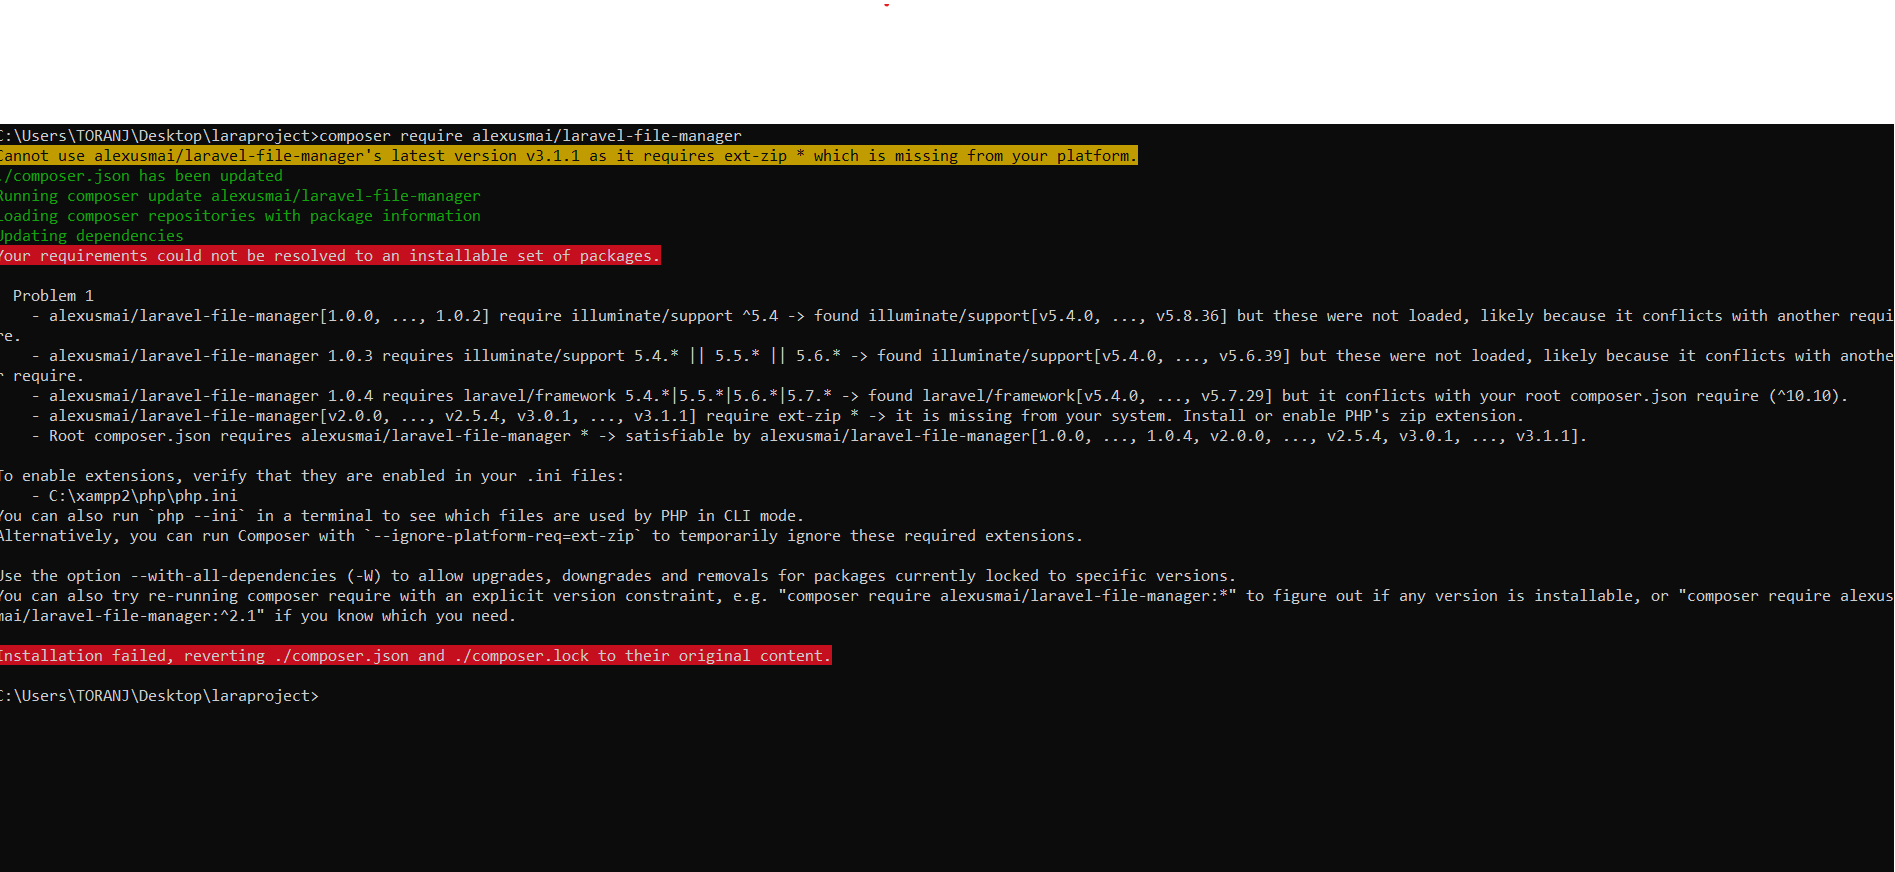 C:\Users\TORANJ\Desktop\laraproject>composer require alexusmai/laravel-file-manager
Cannot use alexusmai/laravel-file-manager's latest version v3.1.1 as it requires ext-zip * which is missing from your platform.
./composer.json has been updated
Running composer update alexusmai/laravel-file-manager
Loading composer repositories with package information
Updating dependencies
Your requirements could not be resolved to an installable set of packages.
Problem 1
- alexusmai/laravel-file-manager[1.0.0, ..., 1.0.2] require illuminate/support ^5.4 -> found illuminate/support[v5.4.0, ..., v5.8.36] but these were not loaded, likely because it conflicts with another requi
re.
- alexusmai/laravel-file-manager 1.0.3 requires illuminate/support 5.4.* || 5.5.* || 5.6.* -> found illuminate/support[v5.4.0, ..., v5.6.39] but these were not loaded, likely because it conflicts with anothe
r require.
- alexusmai/laravel-file-manager 1.0.4 requires laravel/framework 5.4.*|5.5.*|5.6.*|5.7.* -> found laravel/framework[v5.4.0, ..., v5.7.29] but it conflicts with your root composer.json require (^10.10).
- alexusmai/laravel-file-manager[v2.0.0, ..., v2.5.4, v3.0.1, ..., v3.1.1] require ext-zip * -> it is missing from your system. Install or enable PHP's zip extension.
- Root composer.json requires alexusmai/laravel-file-manager * -> satisfiable by alexusmai/laravel-file-manager[1.0.0, ..., 1.0.4, v2.0.0, ..., v2.5.4, v3.0.1, ..., v3.1.1].
To enable extensions, verify that they are enabled in your .ini files:
- C:\xampp2\php\php.ini
You can also run `php --ini` in a terminal to see which files are used by PHP in CLI mode.
Alternatively, you can run Composer with `--ignore-platform-req=ext-zip` to temporarily ignore these required extensions.
Use the option --with-all-dependencies (-W) to allow upgrades, downgrades and removals for packages currently locked to specific versions.
You can also try re-running composer require with an explicit version constraint, e.g. "composer require alexusmai/laravel-file-manager:*" to figure out if any version is installable, or "composer require alexus
mai/laravel-file-manager:^2.1" if you know which you need.
Installation failed, reverting ./composer.json and ./composer.lock to their original content.
C:\Users\TORANJ\Desktop\laraproject>